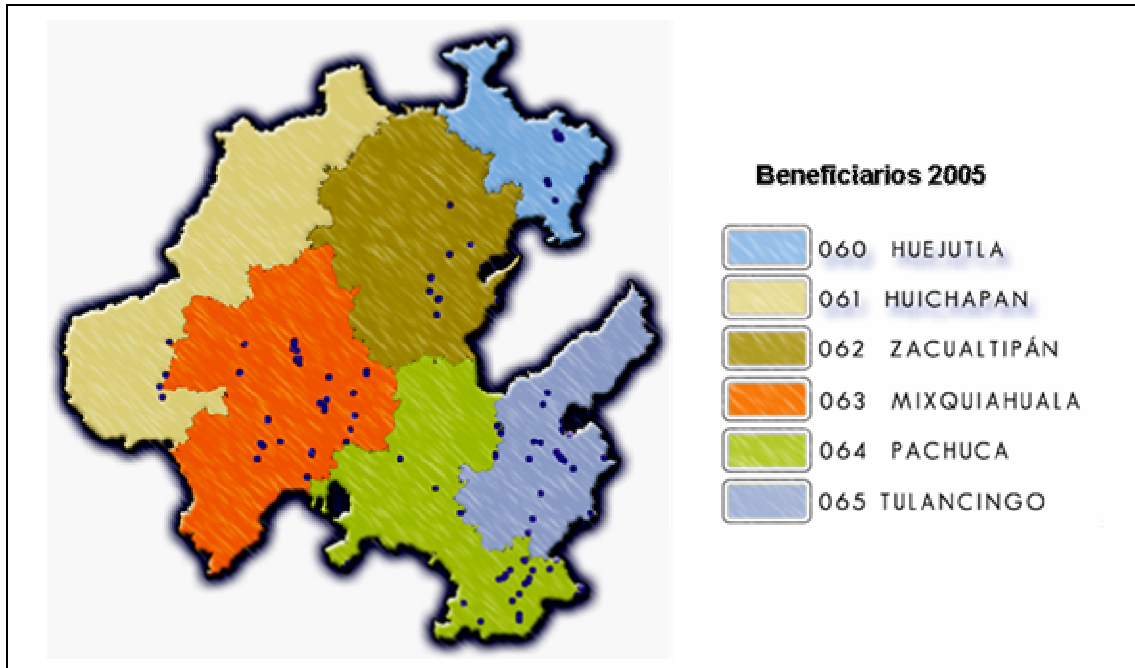 Beneficiarios 2005
060 HUEJUTLA
061 HUICHAPAN
062 ZACUALTIPÁN
063 MIXQUIAHUALA
064 PACHUCA
065 TULANCINGO